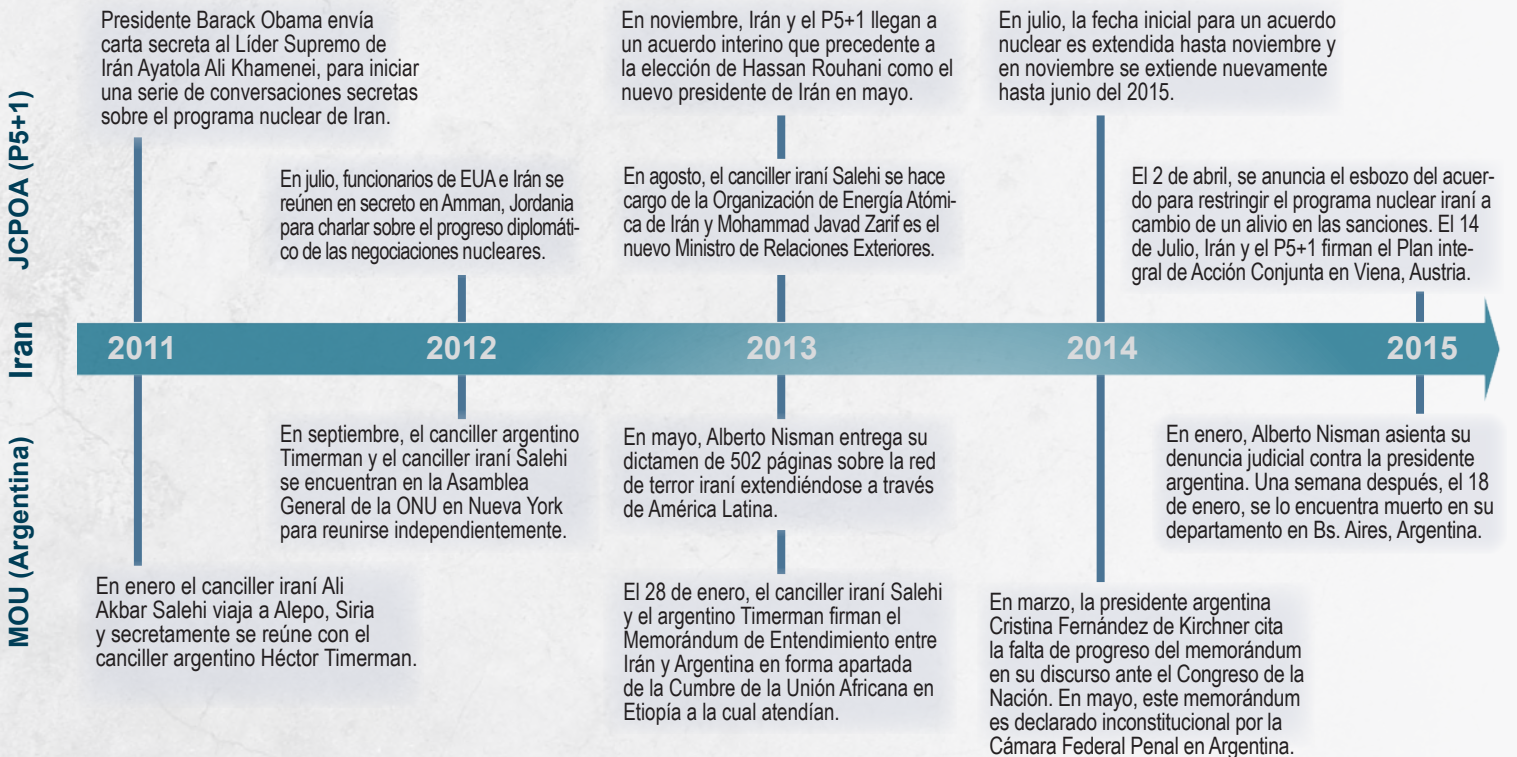 JCPOA (P5+1)
Presidente Barack Obama envía
carta secreta al Líder Supremo de
Irán Ayatola Ali Khamenei, para iniciar
una serie de conversaciones secretas
sobre el programa nuclear de Iran.
En julio, funcionarios de EUA e Irán se
reúnen en secreto en Amman, Jordania
para charlar sobre el progreso diplomáti-
co de las negociaciones nucleares.
En noviembre, Irán y el P5+1 llegan a
un acuerdo interino que precedente a
la elección de Hassan Rouhani como el
nuevo presidente de Irán en mayo.
En agosto, el canciller iraní Salehi se hace
cargo de la Organización de Energía Atómi-
ca de Irán y Mohammad Javad Zarif es el
nuevo Ministro de Relaciones Exteriores.
En julio, la fecha inicial para un acuerdo
nuclear es extendida hasta noviembre y
en noviembre se extiende nuevamente
hasta junio del 2015.
El 2 de abril, se anuncia el esbozo del acuer-
do para restringir el programa nuclear iraní a
cambio de un alivio en las sanciones. El 14
de Julio, Irán y el P5+1 firman el Plan inte-
gral de Acción Conjunta en Viena, Austria.
Iran
2011
2012
2013
2014
2015
MOU (Argentina)
En enero el canciller iraní Ali
Akbar Salehi viaja a Alepo, Siria
y secretamente se reúne con el
canciller argentino Héctor Timerman.
En septiembre, el canciller argentino
Timerman y el canciller iraní Salehi
se encuentran en la Asamblea
General de la ONU en Nueva York
para reunirse independientemente.
En mayo, Alberto Nisman entrega su
dictamen de 502 páginas sobre la red
de terror iraní extendiéndose a través
de América Latina.
El 28 de enero, el canciller iraní Salehi
y el argentino Timerman firman el
Memorándum de Entendimiento entre
Irán y Argentina en forma apartada
de la Cumbre de la Unión Africana en
Etiopía a la cual atendían.
En marzo, la presidente argentina
Cristina Fernández de Kirchner cita
la falta de progreso del memorándum
en su discurso ante el Congreso de la
Nación. En mayo, este memorándum
es declarado inconstitucional por la
Cámara Federal Penal en Argentina.
En enero, Alberto Nisman asienta su
denuncia judicial contra la presidente
argentina. Una semana después, el 18
de enero, se lo encuentra muerto en su
departamento en Bs. Aires, Argentina.